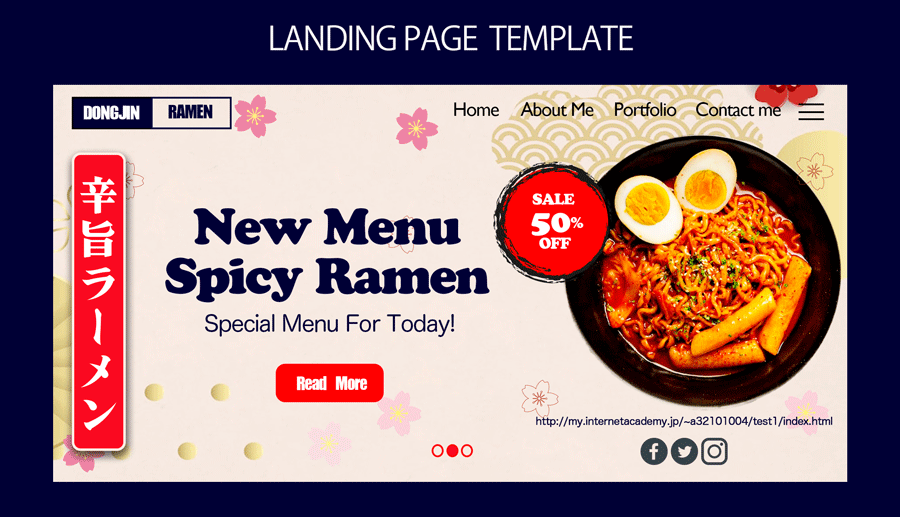 LANDING PAGE TEMPLATE
DONGJIN RAMEN
Home About Me Portfolio Contact me
辛旨ラーメン
SALE
50%
OFF
New Menu
Spicy Ramen
Special Menu For Today!
Read More
http://my.internetacademy.jp/~a32101004/test1/index.html